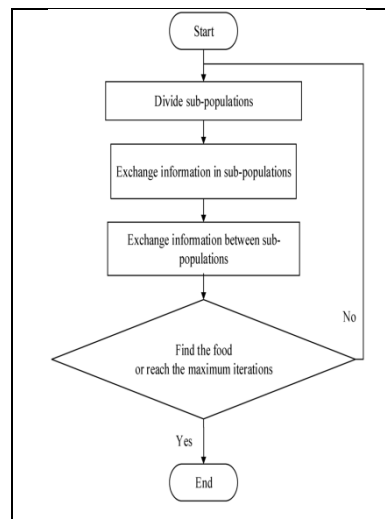 Start
Divide sub-populations
Exchange information in sub-populations
Exchange information between sub-
populations
Find the food
or reach the maximum iterations
No
Yes
End